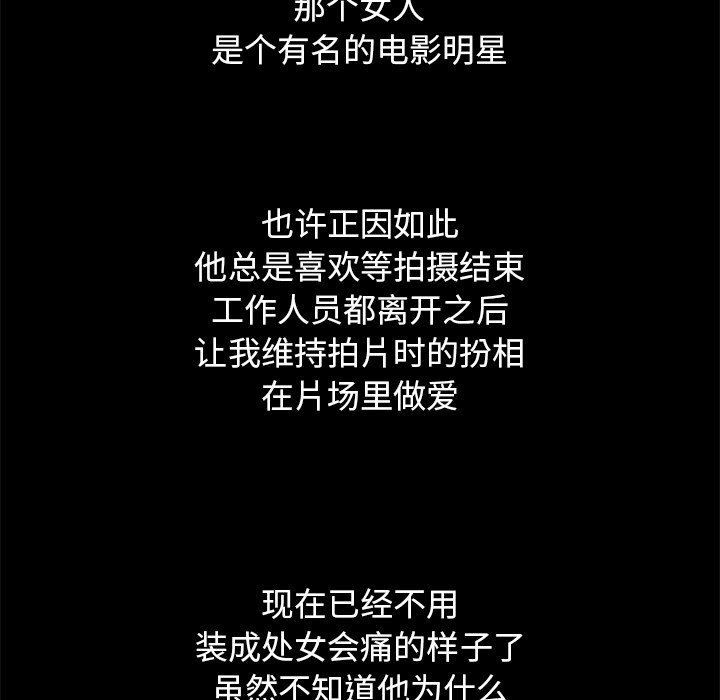 那个女人
是个有名的电影明星
也许正因如此
他总是喜欢等拍摄结束
工作人员都离开之后
让我维持拍片时的扮相
在片场里做爱
现在已经不用
装成处女会痛的样子了
虽然不知道他为什么